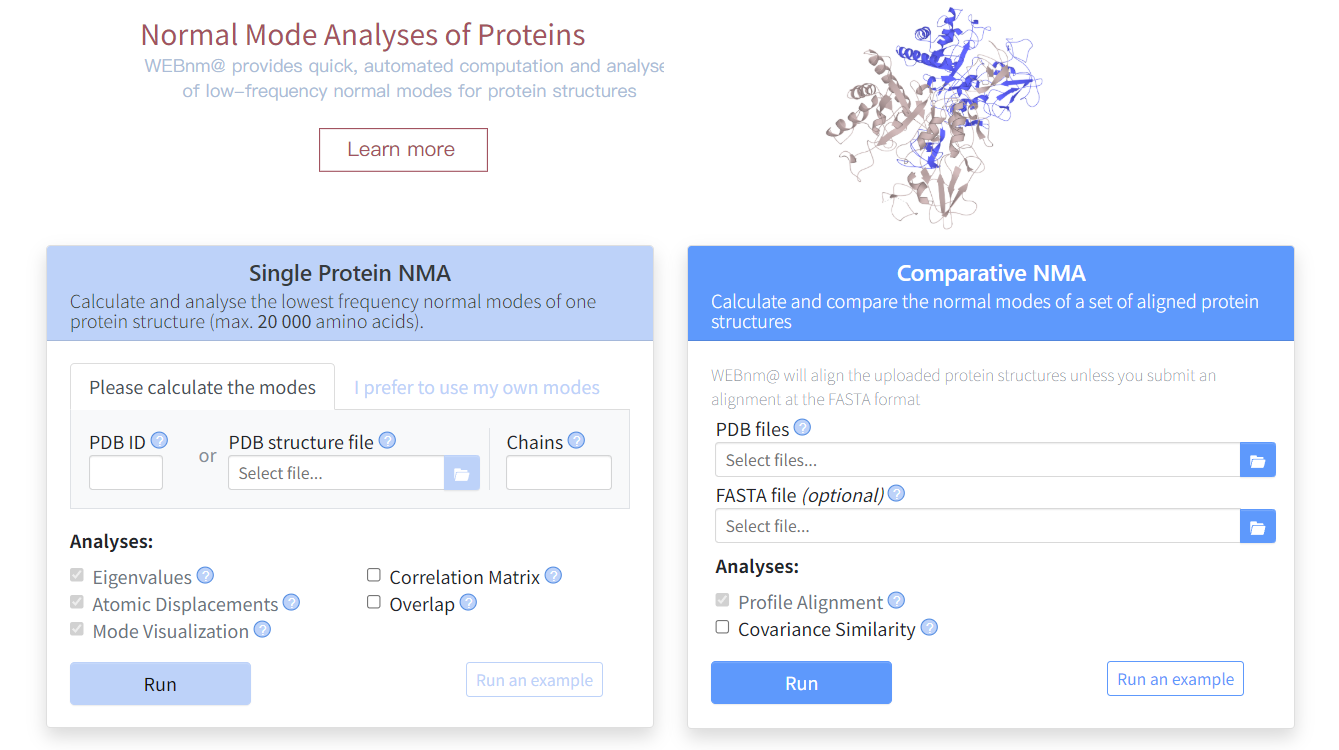 Normal Mode Analyses of Proteins
WEBnm@ provides quick, automated computation and analyse
of low-frequency normal modes for protein structures
Learn more
Single Protein NMA
Calculate and analyse the lowest frequency normal modes of one
protein structure (max. 20 000 amino acids).
Please calculate the modes
I prefer to use my own modes
PDB ID ?
or
PDB structure file ?
Select file...
Chains ?
Analyses:
Eigenvalues ?
Atomic Displacements ?
Mode Visualization ?
Correlation Matrix ?
Overlap ?
Run
Run an example
Comparative NMA
Calculate and compare the normal modes of a set of aligned protein
structures
WEBnm@ will align the uploaded protein structures unless you submit an
alignment at the FASTA format
PDB files ?
Select files...
FASTA file (optional) ?
Select file...
Analyses:
Profile Alignment ?
Covariance Similarity ?
Run
Run an example